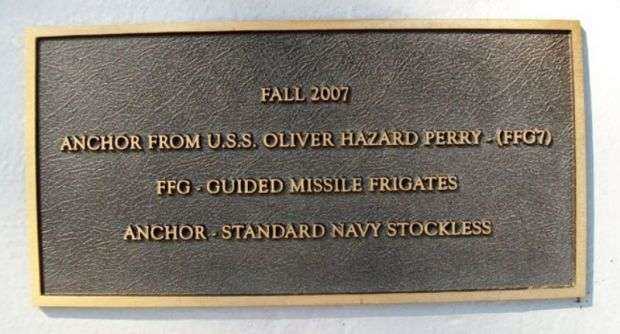 FALL 2007
ANCHOR FROM U.S.S. OLIVER HAZARD PERRY - (FFG7)
FFG - GUIDED MISSILE FRIGATES
ANCHOR - STANDARD NAVY STOCKLESS